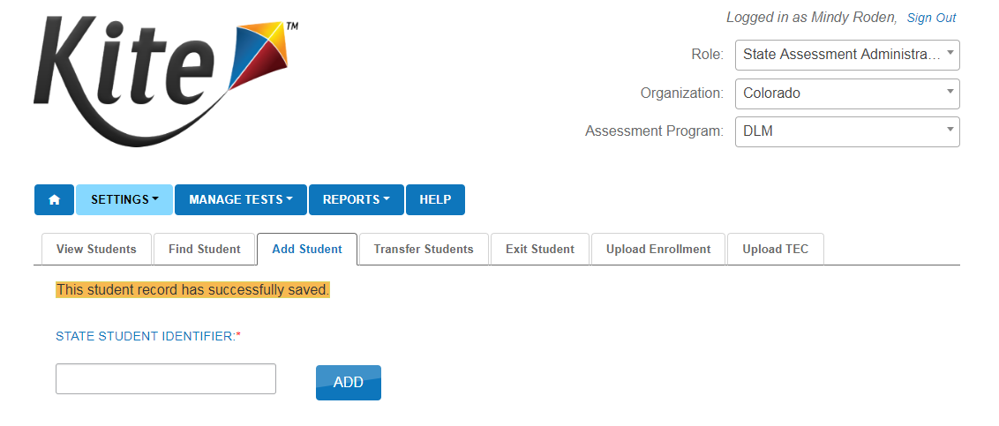 Kite™
Logged in as Mindy Roden, Sign Out
Role: State Assessment Administra...
Organization: Colorado
Assessment Program: DLM
SETTINGS MANAGE TESTS REPORTS HELP
View Students Find Student Add Student Transfer Students Exit Student Upload Enrollment Upload TEC
This student record has successfully saved.
STATE STUDENT IDENTIFIER:*
ADD